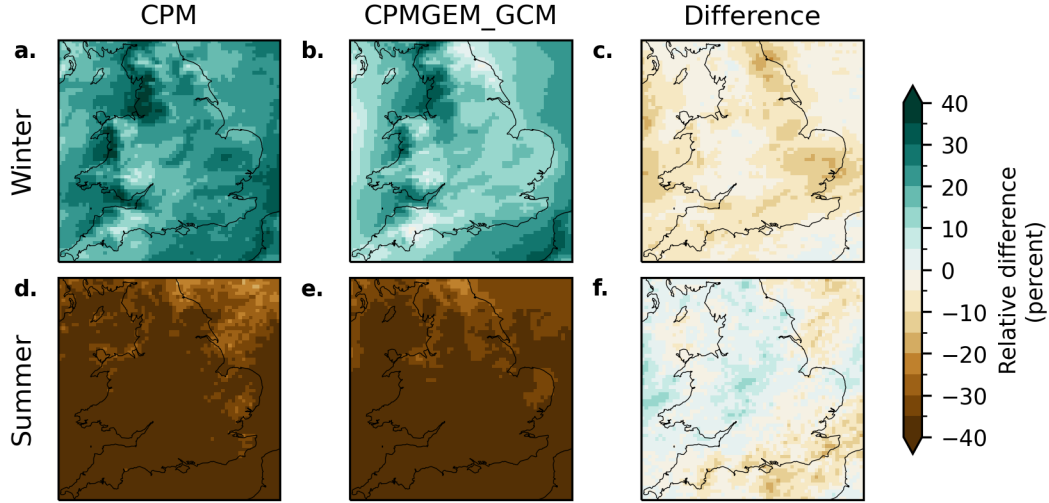 CPM CPMGEM_GCM Difference
a. b. c.
Winter
d. e. f.
Summer
40
30
20
10
0
−10
−20
−30
−40
Relative difference
(percent)